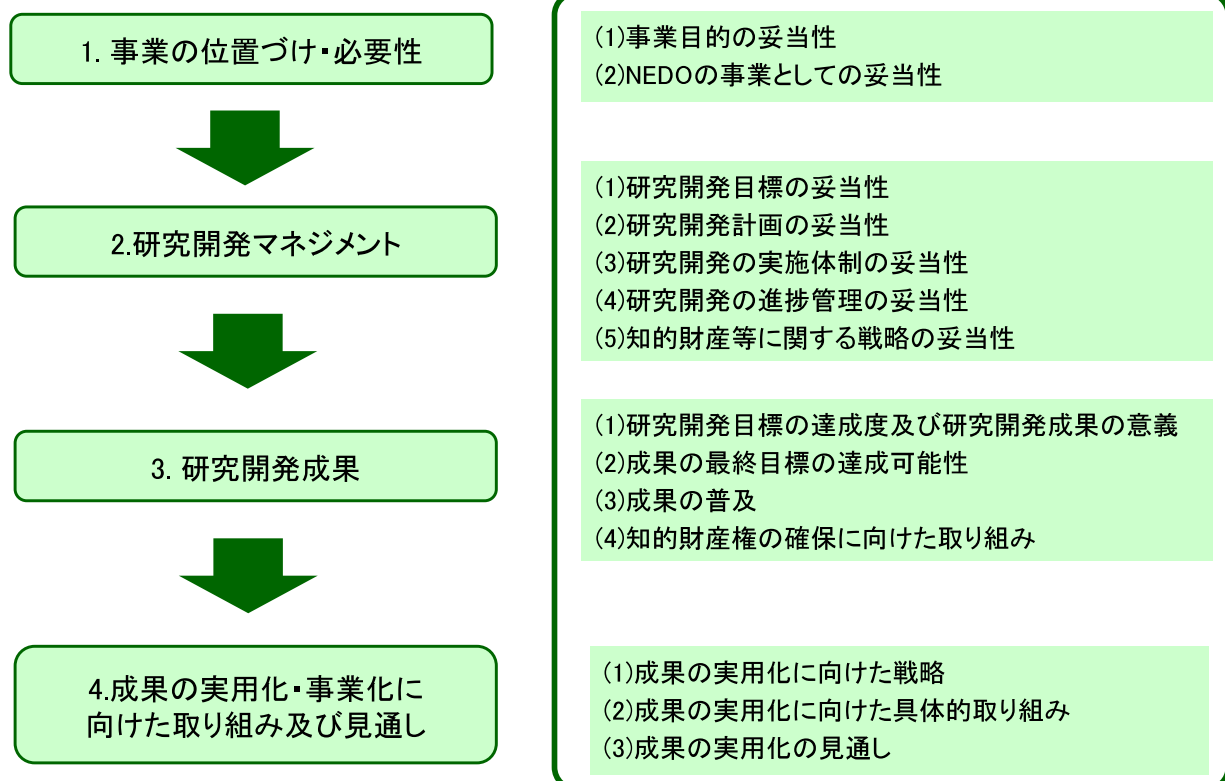 1. 事業の位置づけ・必要性
(1)事業目的の妥当性
(2)NEDOの事業としての妥当性
2.研究開発マネジメント
(1)研究開発目標の妥当性
(2)研究開発計画の妥当性
(3)研究開発の実施体制の妥当性
(4)研究開発の進捗管理の妥当性
(5)知的財産等に関する戦略の妥当性
3. 研究開発成果
(1)研究開発目標の達成度及び研究開発成果の意義
(2)成果の最終目標の達成可能性
(3)成果の普及
(4)知的財産権の確保に向けた取り組み
4.成果の実用化・事業化に
向けた取り組み及び見通し
(1)成果の実用化に向けた戦略
(2)成果の実用化に向けた具体的取り組み
(3)成果の実用化の見通し